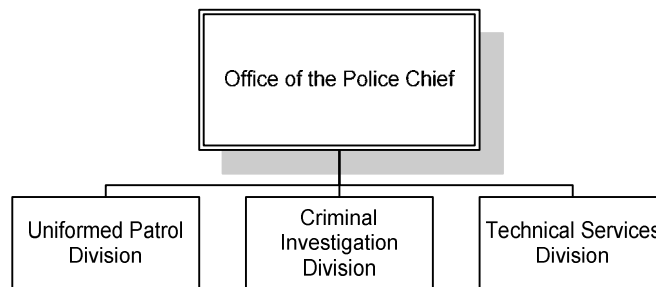 Office of the Police Chief
Uniformed Patrol
Division
Criminal
Investigation
Division
Technical Services
Division